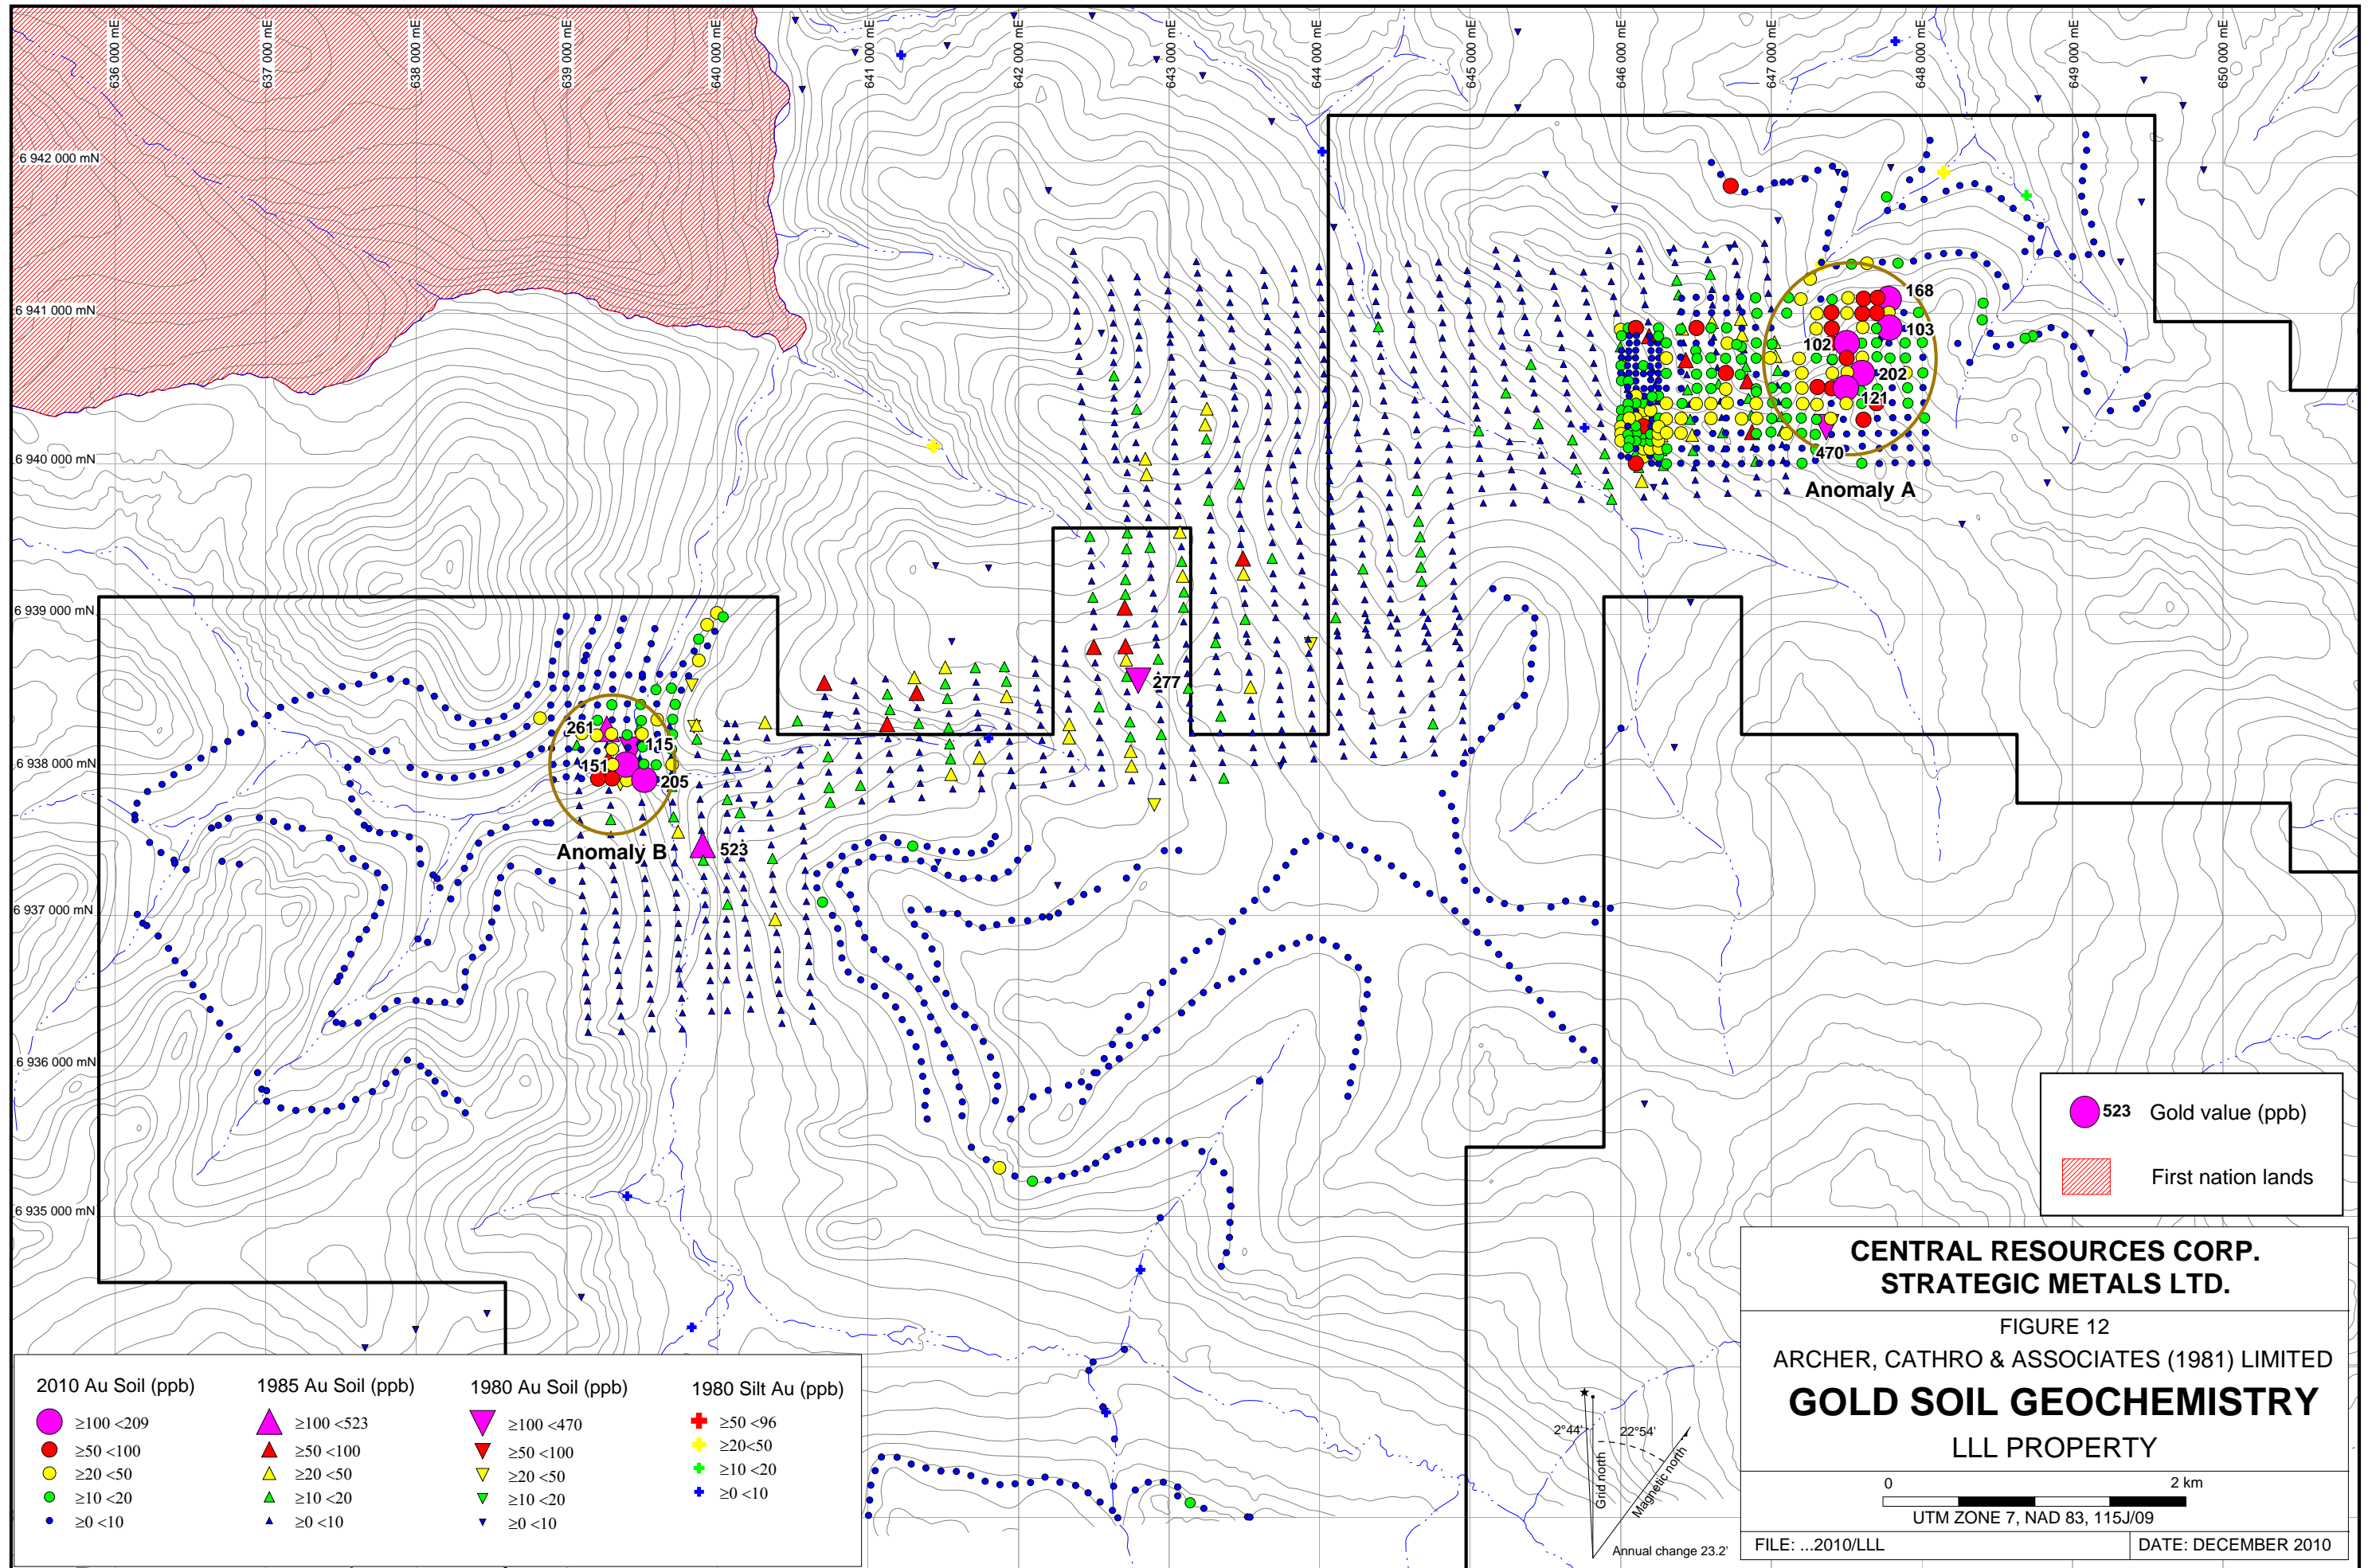 636 000 mE
637 000 mE
638 000 mE
639 000 mE
640 000 mE
641 000 mE
642 000 mE
643 000 mE
644 000 mE
645 000 mE
646 000 mE
647 000 mE
648 000 mE
649 000 mE
650 000 mE
6 942 000 mN
6 941 000 mN
6 940 000 mN
6 939 000 mN
6 938 000 mN
6 937 000 mN
6 936 000 mN
6 935 000 mN
168
103
102
202
121
470
Anomaly A
277
261
115
151
205
Anomaly B
523
523 Gold value (ppb)
First nation lands
CENTRAL RESOURCES CORP.
STRATEGIC METALS LTD.
FIGURE 12
ARCHER, CATHRO & ASSOCIATES (1981) LIMITED
GOLD SOIL GEOCHEMISTRY
LLL PROPERTY
0 2 km
UTM ZONE 7, NAD 83, 115J/09
FILE: ...2010/LLL
DATE: DECEMBER 2010
2°44'
22°54'
Grid north
Magnetic north
Annual change 23.2'
2010 Au Soil (ppb)
≥100 <209
≥50 <100
≥20 <50
≥10 <20
≥0 <10
1985 Au Soil (ppb)
≥100 <523
≥50 <100
≥20 <50
≥10 <20
≥0 <10
1980 Au Soil (ppb)
≥100 <470
≥50 <100
≥20 <50
≥10 <20
≥0 <10
1980 Silt Au (ppb)
≥50 <96
≥20<50
≥10 <20
≥0 <10